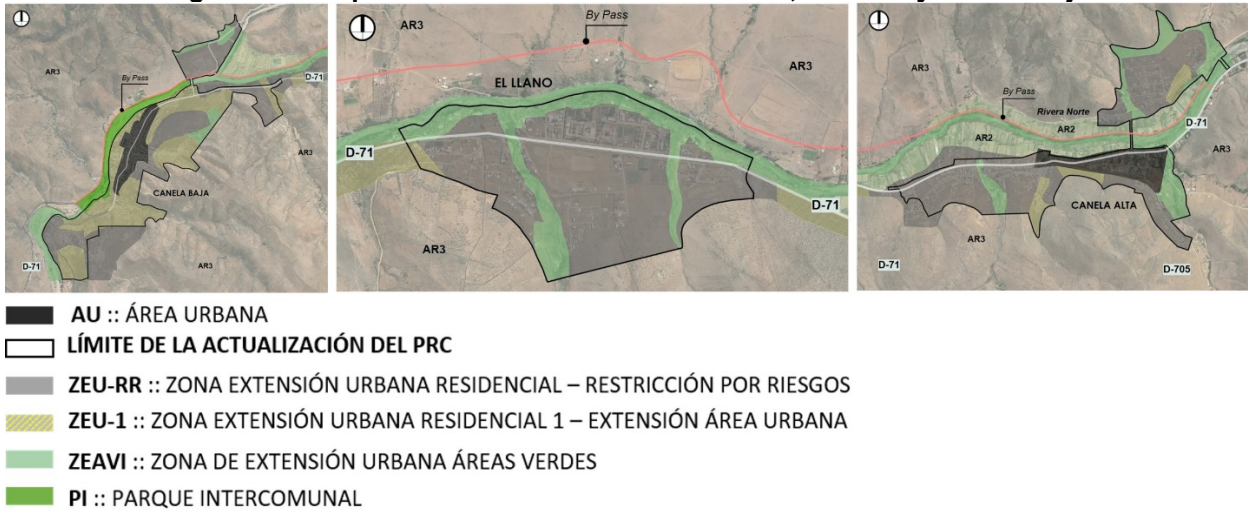 AR3
By Pass
D-71
AR3
CANELA BAJA
D-71
AR3
AR3
By Pass
EL LLANO
AR3
D-71
D-71
AR3
AR3
By Pass
Rivera Norte
AR2
AR2
D-71
AR3
CANELA ALTA
AR3
D-71
D-705
AU :: ÁREA URBANA
LÍMITE DE LA ACTUALIZACIÓN DEL PRC
ZEU-RR :: ZONA EXTENSIÓN URBANA RESIDENCIAL – RESTRICCIÓN POR RIESGOS
ZEU-1 :: ZONA EXTENSIÓN URBANA RESIDENCIAL 1 – EXTENSIÓN ÁREA URBANA
ZEAVI :: ZONA DE EXTENSIÓN URBANA ÁREAS VERDES
PI :: PARQUE INTERCOMUNAL